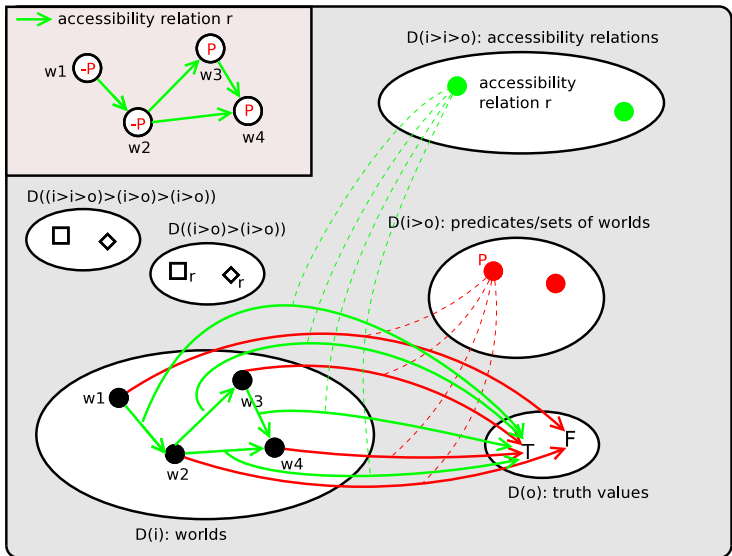 accessibility relation r
w1
-P
P
w3
-P
w2
P
w4
D(i>i>o): accessibility relations
accessibility
relation r
D((i>i>o)>(i>o)>(i>o))
D((i>o)>(i>o))
r
r
D(i>o): predicates/sets of worlds
P
w1
w3
w2
w4
D(i): worlds
T
F
D(o): truth values